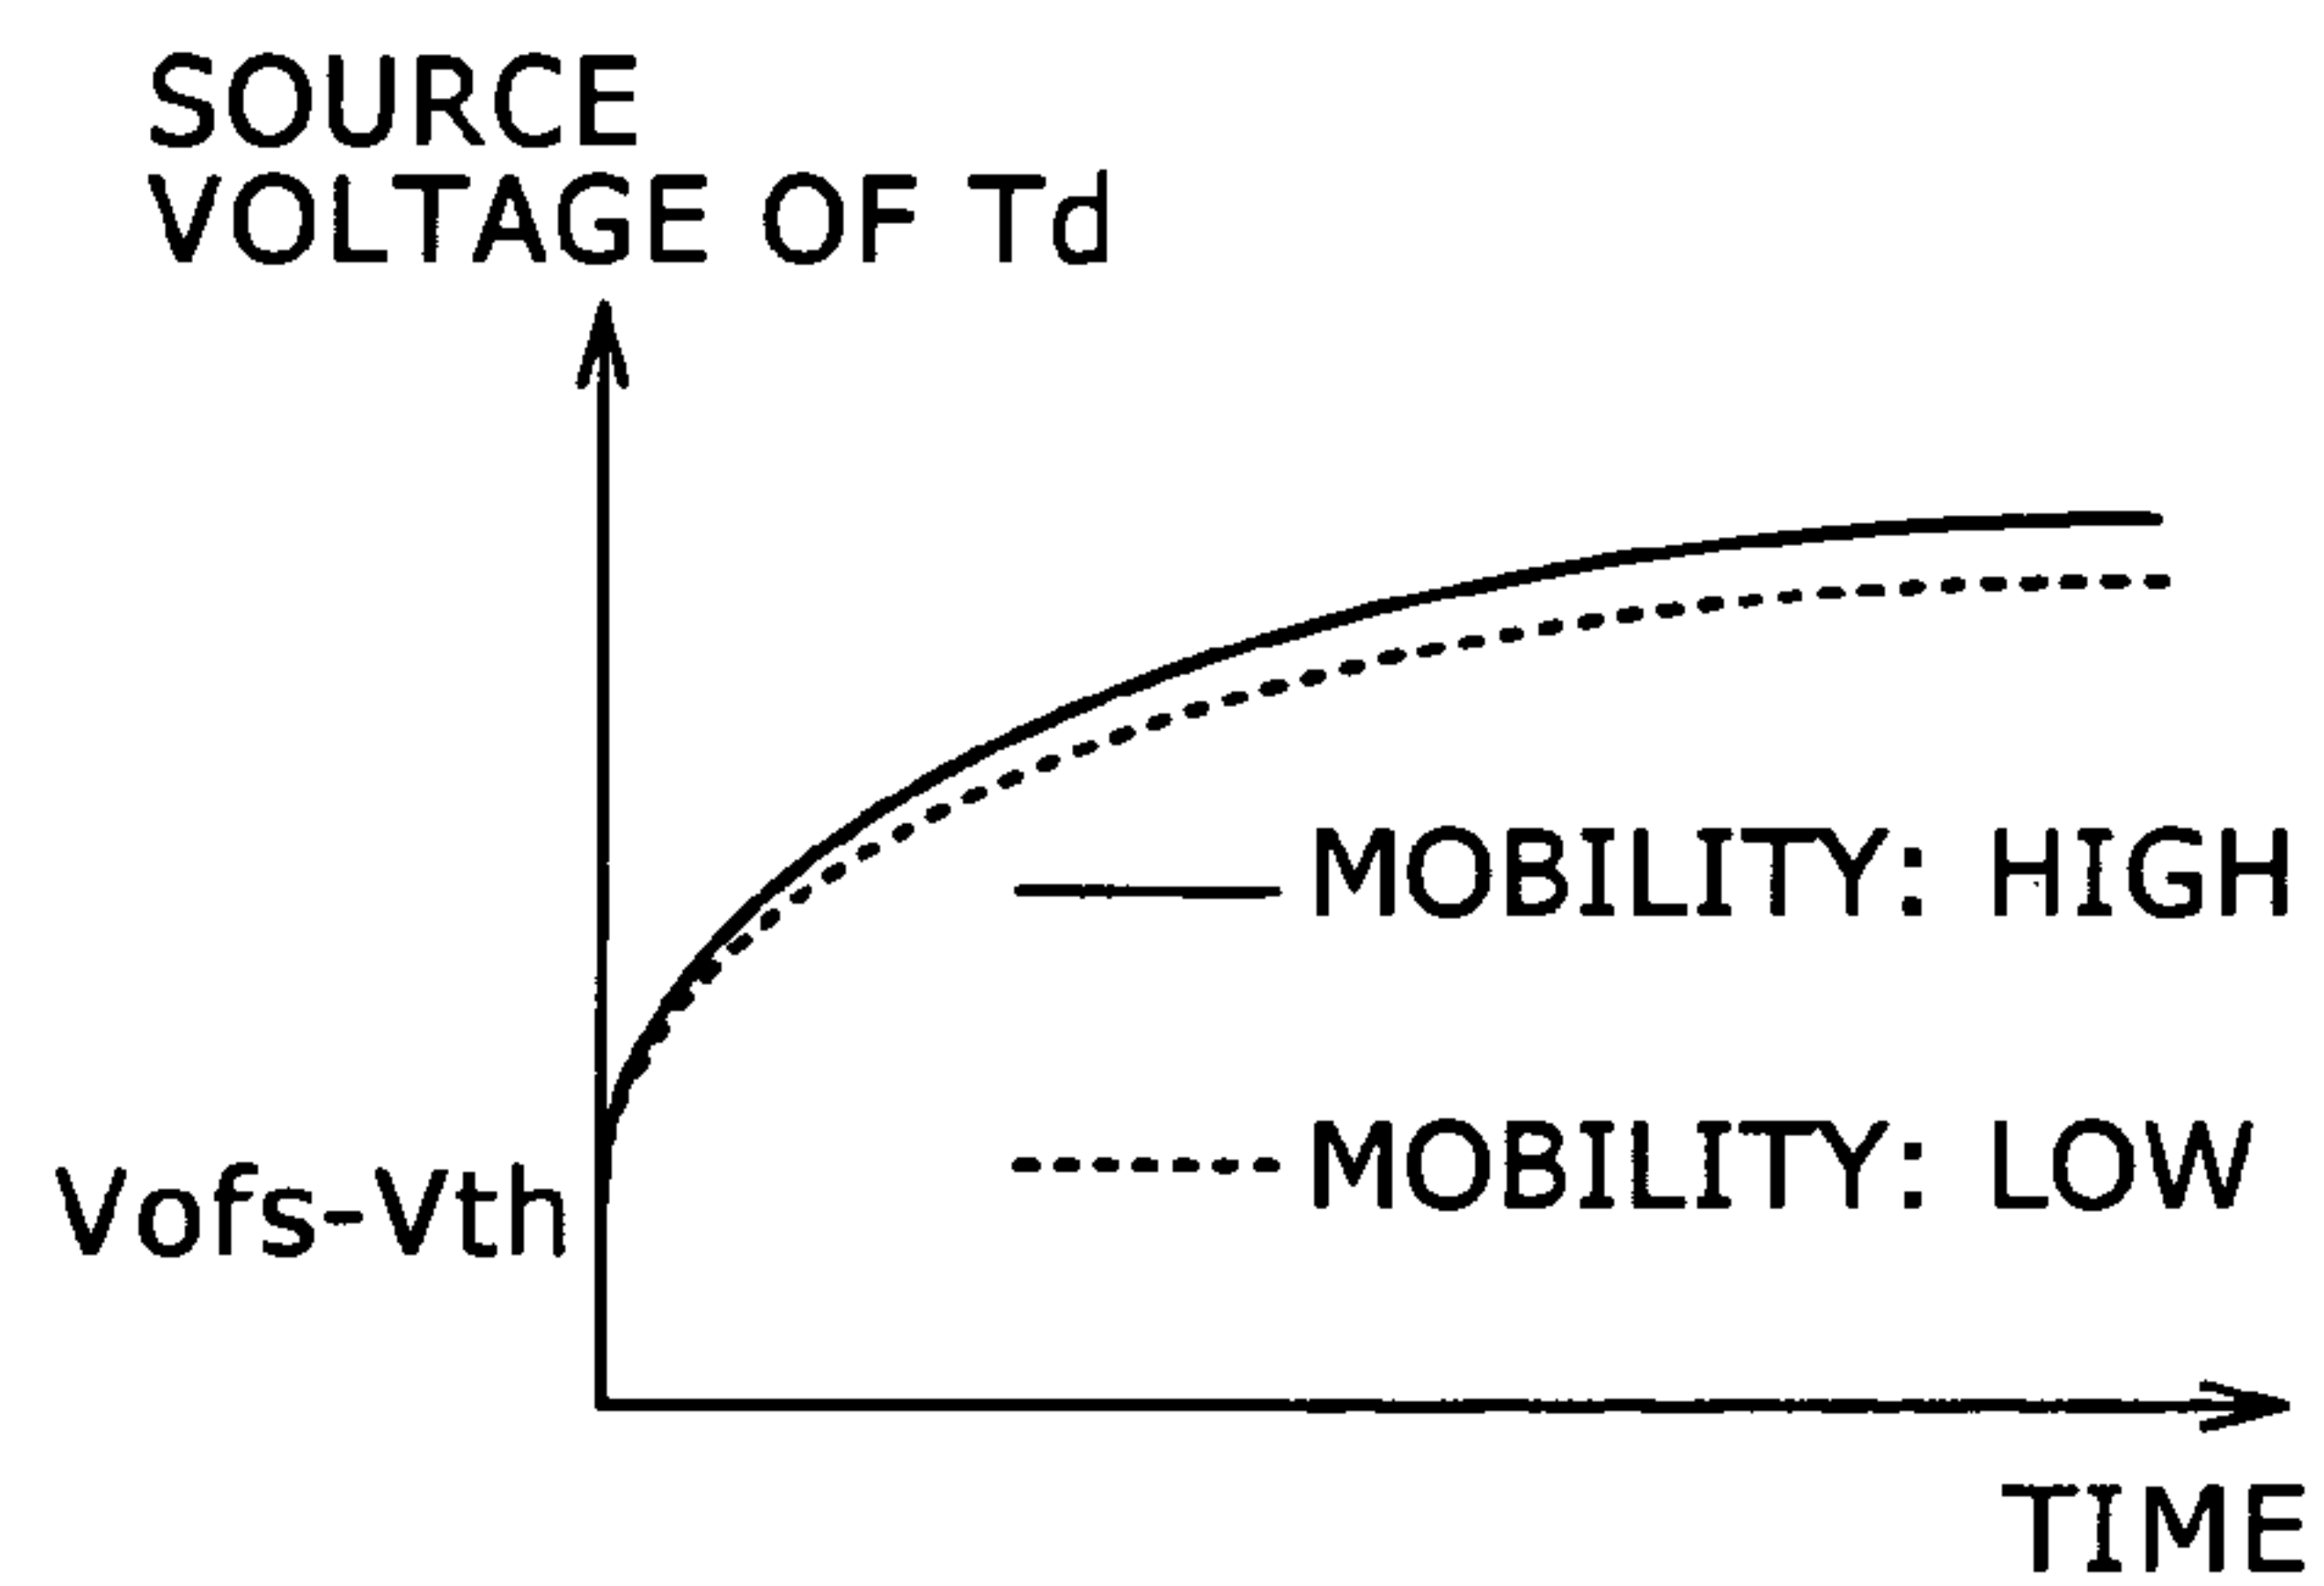 SOURCE
VOLTAGE OF Td
MOBILITY: HIGH
MOBILITY: LOW
Vofs-Vth
TIME